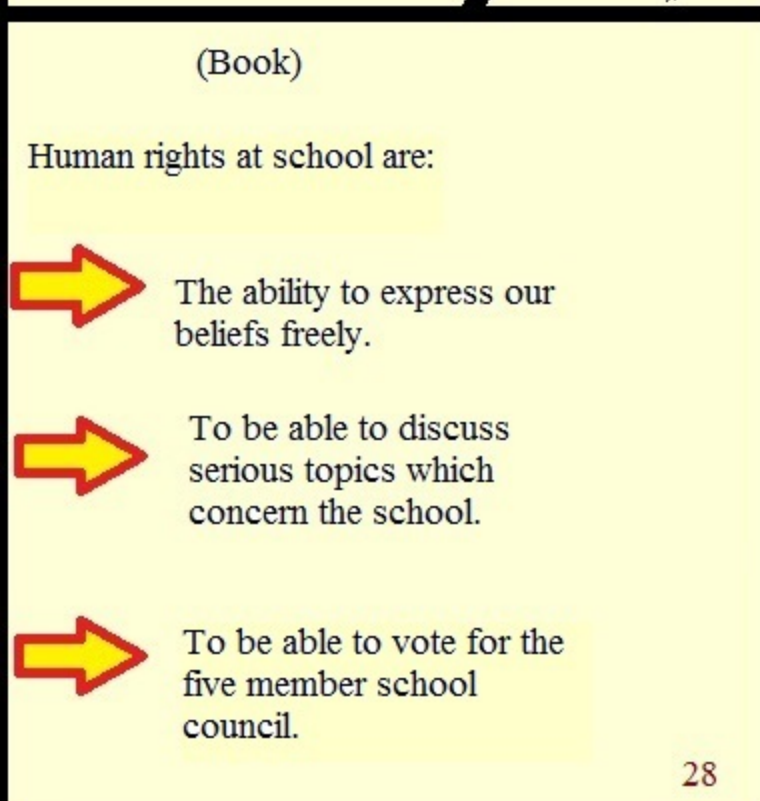 (Book)
Human rights at school are:
The ability to express our
beliefs freely.
To be able to discuss
serious topics which
concern the school.
To be able to vote for the
five member school
council.
28